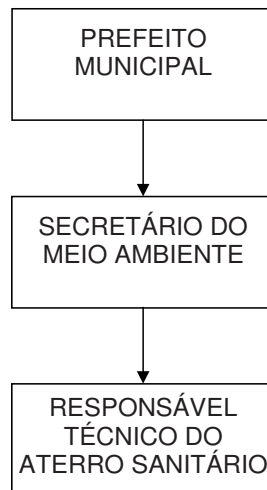 PREFEITO
MUNICIPAL
SECRETÁRIO DO
MEIO AMBIENTE
RESPONSÁVEL
TÉCNICO DO
ATERRO SANITÁRIO